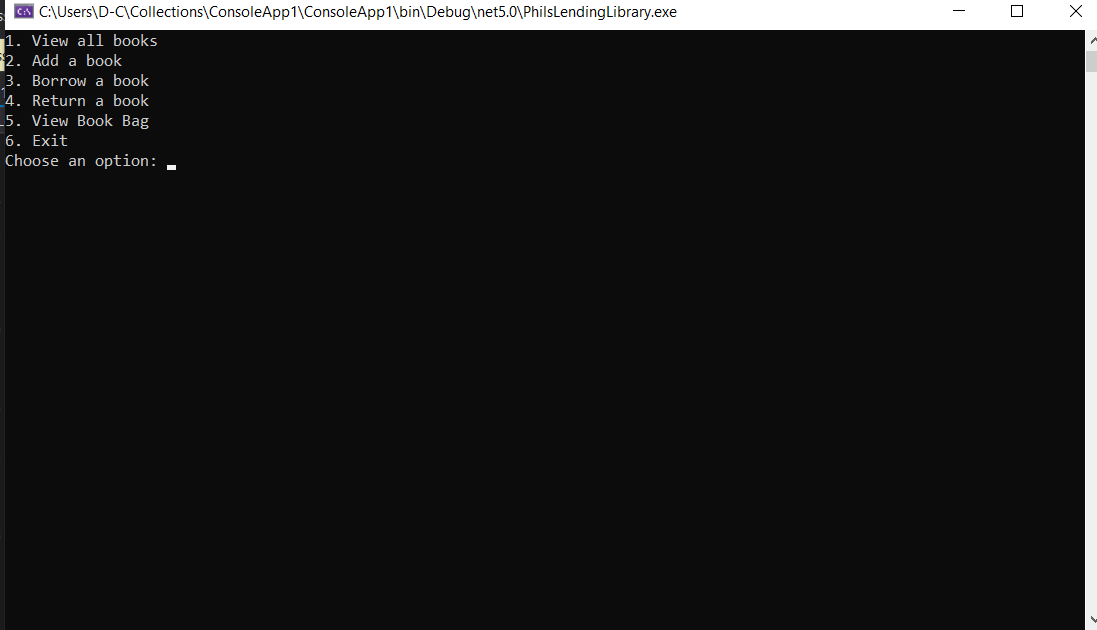 C:\Users\D-C\Collections\ConsoleApp1\ConsoleApp1\bin\Debug\net5.0\PhilsLendingLibrary.exe
1. View all books
2. Add a book
3. Borrow a book
4. Return a book
5. View Book Bag
6. Exit
Choose an option: